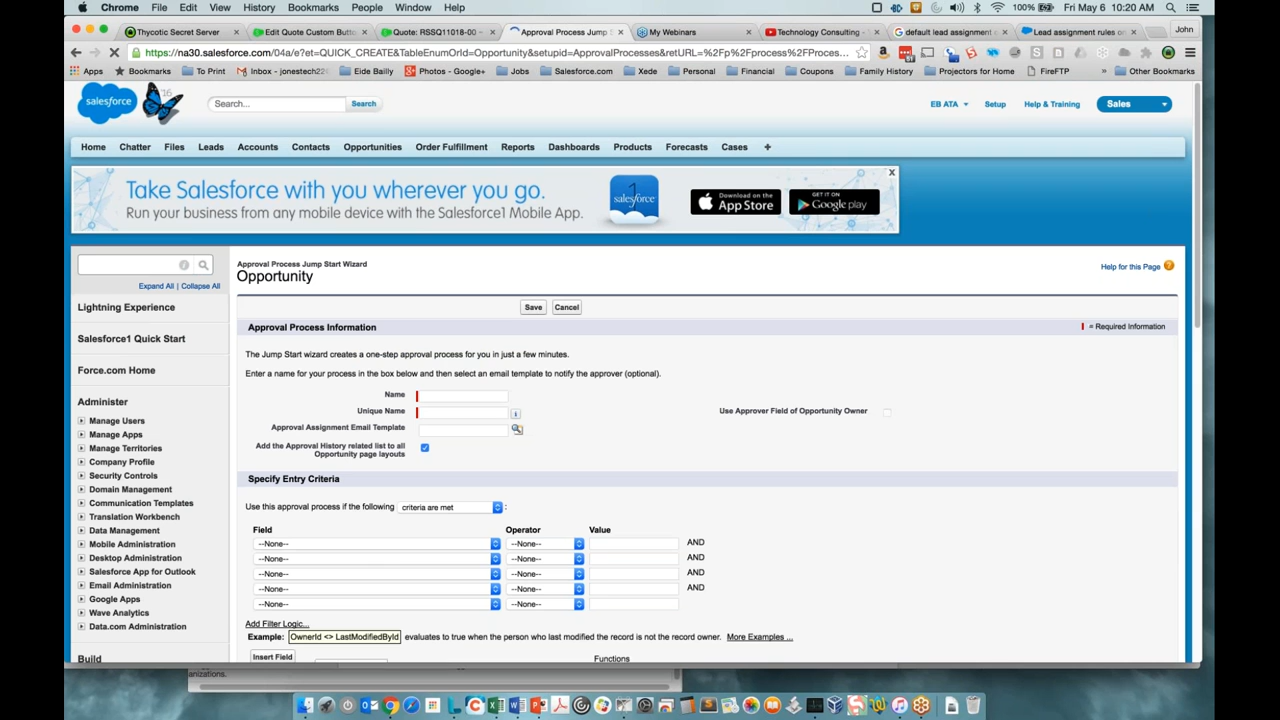 Chrome File Edit View History Bookmarks People Window Help 100% Fri May 6 10:20 AM
Thycotic Secret Server Edit Quote Custom Butto Quote: RSSQ11018-00 - Approval Process Jump S My Webinars Technology Consulting - default lead assignment Lead assignment rules on John
https://na30.salesforce.com/04a/e?et=QUICK_CREATE&TableEnumOrId=Opportunity&setupid=ApprovalProcesses&retURL=%2Fp%2Fprocess%2FProces...
Apps Bookmarks To Print Inbox - jonestech22 Eide Bailly Photos - Google+ Jobs Salesforce.com Xede Personal Financial Coupons Family History Projectors for Home FireFTP » Other Bookmarks
salesforce '16 Search... Search EB ATA Setup Help & Training Sales
Home Chatter Files Leads Accounts Contacts Opportunities Order Fulfillment Reports Dashboards Products Forecasts Cases +
Take Salesforce with you wherever you go.
Run your business from any mobile device with the Salesforce1 Mobile App.
salesforce
Download on the App Store
GET IT ON Google play
Expand All | Collapse All
Lightning Experience
Salesforce1 Quick Start
Force.com Home
Administer
Manage Users
Manage Apps
Manage Territories
Company Profile
Security Controls
Domain Management
Communication Templates
Translation Workbench
Data Management
Mobile Administration
Desktop Administration
Salesforce App for Outlook
Email Administration
Google Apps
Wave Analytics
Data.com Administration
Build
Approval Process Jump Start Wizard
Opportunity
Help for this Page
Save Cancel
Approval Process Information
= Required Information
The Jump Start wizard creates a one-step approval process for you in just a few minutes.
Enter a name for your process in the box below and then select an email template to notify the approver (optional).
Name
Unique Name
Use Approver Field of Opportunity Owner
Approval Assignment Email Template
Add the Approval History related list to all
Opportunity page layouts
Specify Entry Criteria
Use this approval process if the following criteria are met :
Field Operator Value
--None-- --None-- AND
--None-- --None-- AND
--None-- --None-- AND
--None-- --None-- AND
--None-- --None--
Add Filter Logic...
Example: OwnerId <> LastModifiedById evaluates to true when the person who last modified the record is not the record owner. More Examples ...
Insert Field
Functions
anizations.